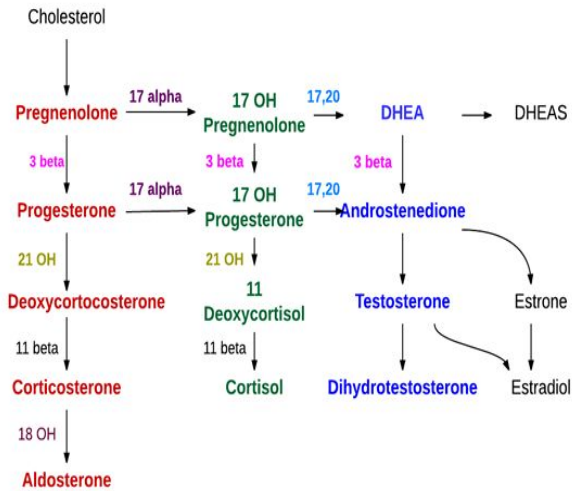 Cholesterol
17 alpha
17 OH
17,20
Pregnenolone
Pregnenolone
DHEA
DHEAS
3 beta
3 beta
3 beta
17 alpha
17 OH
17,20
Progesterone
Progesterone
Androstenedione
21 OH
21 OH
11
Deoxycortocosterone
Deoxycortisol
Testosterone
Estrone
11 beta
11 beta
Corticosterone
Cortisol
Dihydrotestosterone
Estradiol
18 OH
Aldosterone